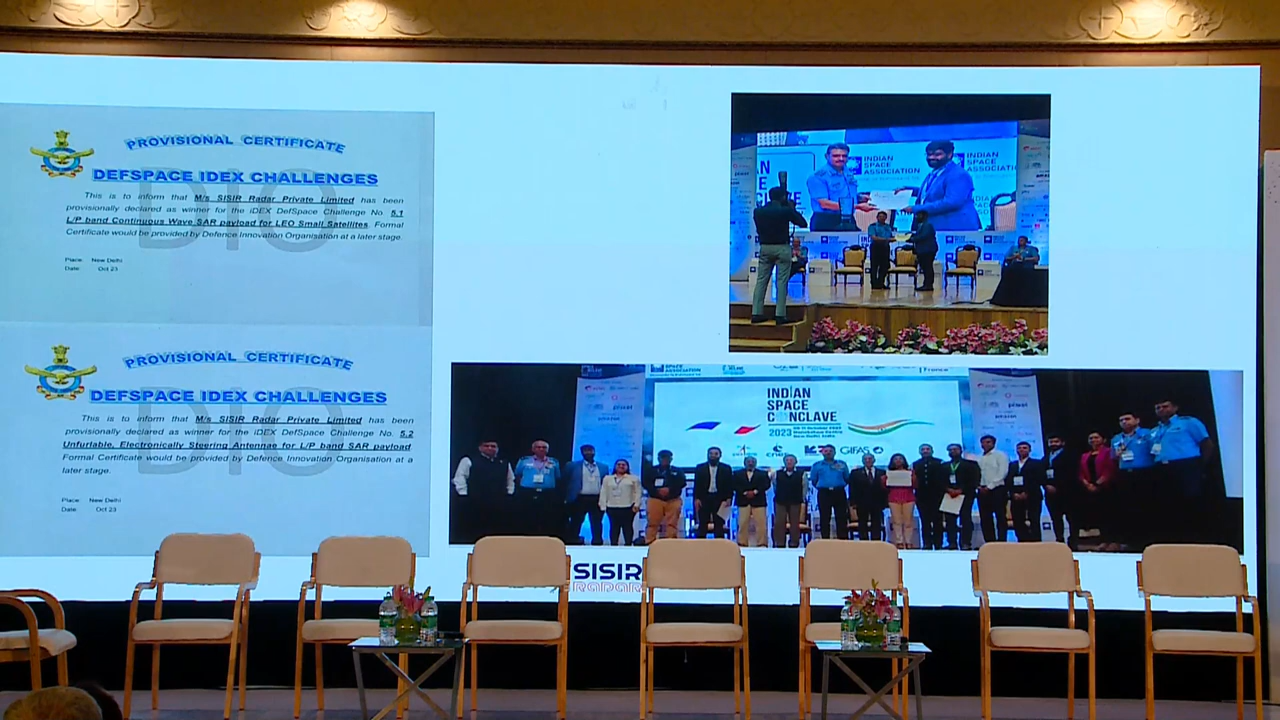 PROVISIONAL CERTIFICATE
DEFSPACE IDEX CHALLENGES
This is to inform that M/s SISIR Radar Private Limited has been
provisionally declared as winner for the iDEX DefSpace Challenge No. 5.1
L/P band Continuous Wave SAR payload for LEO Small Satellites. Formal
Certificate would be provided by Defence Innovation Organisation at a later stage.
Place: New Delhi
Date: Oct 23
DIO
PROVISIONAL CERTIFICATE
DEFSPACE IDEX CHALLENGES
This is to inform that M/s SISIR Radar Private Limited has been
provisionally declared as winner for the iDEX DefSpace Challenge No. 5.2
Unfurlable, Electronically Steering Antennae for L/P band SAR payload
Formal Certificate would be provided by Defence Innovation Organisation at a
later stage.
Place: New Delhi
Date: Oct 23
DIO
INDIAN
SPACE
ASSOCIATION
INDIAN
SPACE
ASSOCIATI
SPACE
ASSOCIATION
INDIAN
SPACE
CONCLAVE
2023
GIFAS
SISIR
RADAR